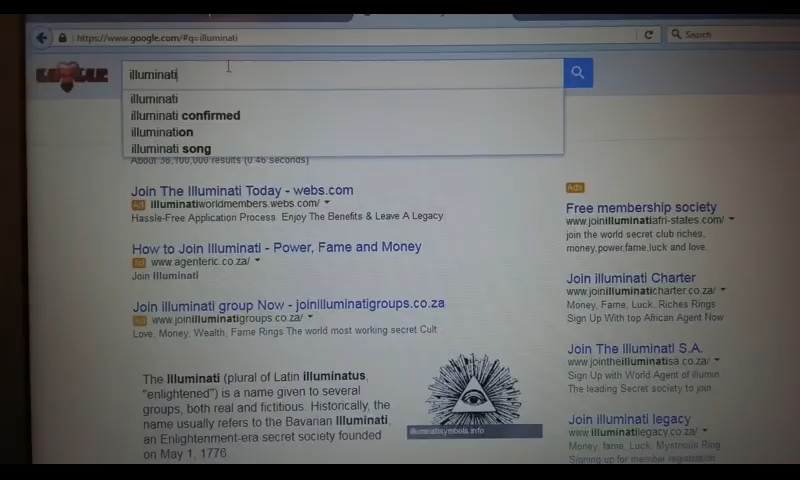 https://www.google.com/#q=illuminati
Search
illuminati
illuminati
illuminati confirmed
illumination
illuminati song
About 38,100,000 results (0.46 seconds)
Join The Illuminati Today - webs.com
Ad illuminatiworldmembers.webs.com/
Hassle-Free Application Process. Enjoy The Benefits & Leave A Legacy
How to Join Illuminati - Power, Fame and Money
Ad www.agenteric.co.za/
Join Illuminati
Join illuminati group Now - joinilluminatigroups.co.za
Ad www.joinilluminatigroups.co.za/
Love, Money, Wealth, Fame Rings The world most working secret Cult
The Illuminati (plural of Latin illuminatus,
"enlightened") is a name given to several
groups, both real and fictitious. Historically, the
name usually refers to the Bavarian Illuminati,
an Enlightenment-era secret society founded
on May 1, 1776
illuminatisymbols.info
Ads
Free membership society
www.joinilluminatiafri-states.com/
join the world secret club riches,
money,power,fame,luck and love.
Join illuminati Charter
www.joinilluminaticharter.co.za/
Money, Fame, Luck, Riches Rings
Sign Up With top African Agent Now
Join The illuminatI S.A.
www.jointheilluminatisa.co.za/
Sign Up with World Agent of illumin
The leading Secret society to join
Join illuminati legacy
www.illuminatilegacy.co.za/
Money, fame, Luck, Mysterous Ring
Signing up for member registration